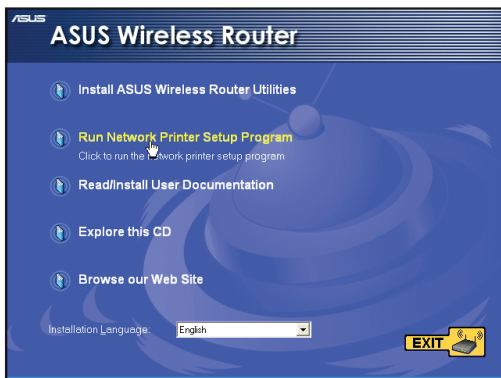 ASUS
ASUS Wireless Router
Install ASUS Wireless Router Utilities
Run Network Printer Setup Program
Click to run the network printer setup program
Read/Install User Documentation
Explore this CD
Browse our Web Site
Installation Language: English
EXIT